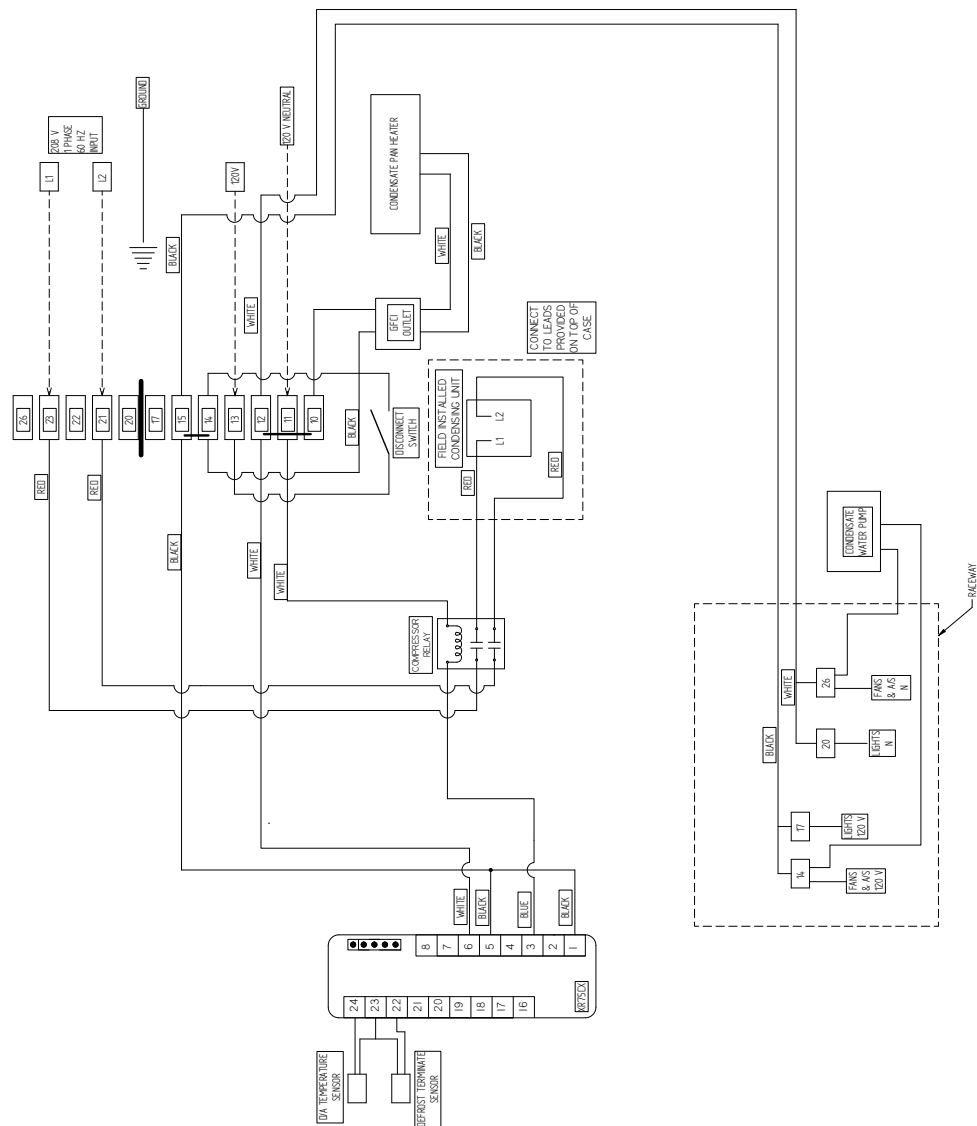 208 V
1 PHASE
60 HZ
INPUT
L1
L2
GROUND
120V
120 V NEUTRAL
BLACK
WHITE
CONDENSATE PAN HEATER
WHITE
BLACK
GFCI
OUTLET
CONNECT
TO LEADS
PROVIDED
ON TOP OF
CASE
26
23
22
21
20
17
15
14
13
12
11
10
RED
RED
BLACK
DISCONNECT
SWITCH
FIELD INSTALLED
CONDENSING UNIT
L1
L2
RED
RED
BLACK
WHITE
WHITE
COMPRESSOR
RELAY
WHITE
BLACK
BLUE
BLACK
8
7
6
5
4
3
2
1
XR75CX
24
23
22
21
20
19
18
17
16
D/A TEMPERATURE
SENSOR
DEFROST TERMINATE
SENSOR
CONDENSATE
WATER PUMP
RACEWAY
WHITE
BLACK
26
FANS
& A/S
N
20
LIGHTS
N
17
LIGHTS
120 V
14
FANS
& A/S
120 V